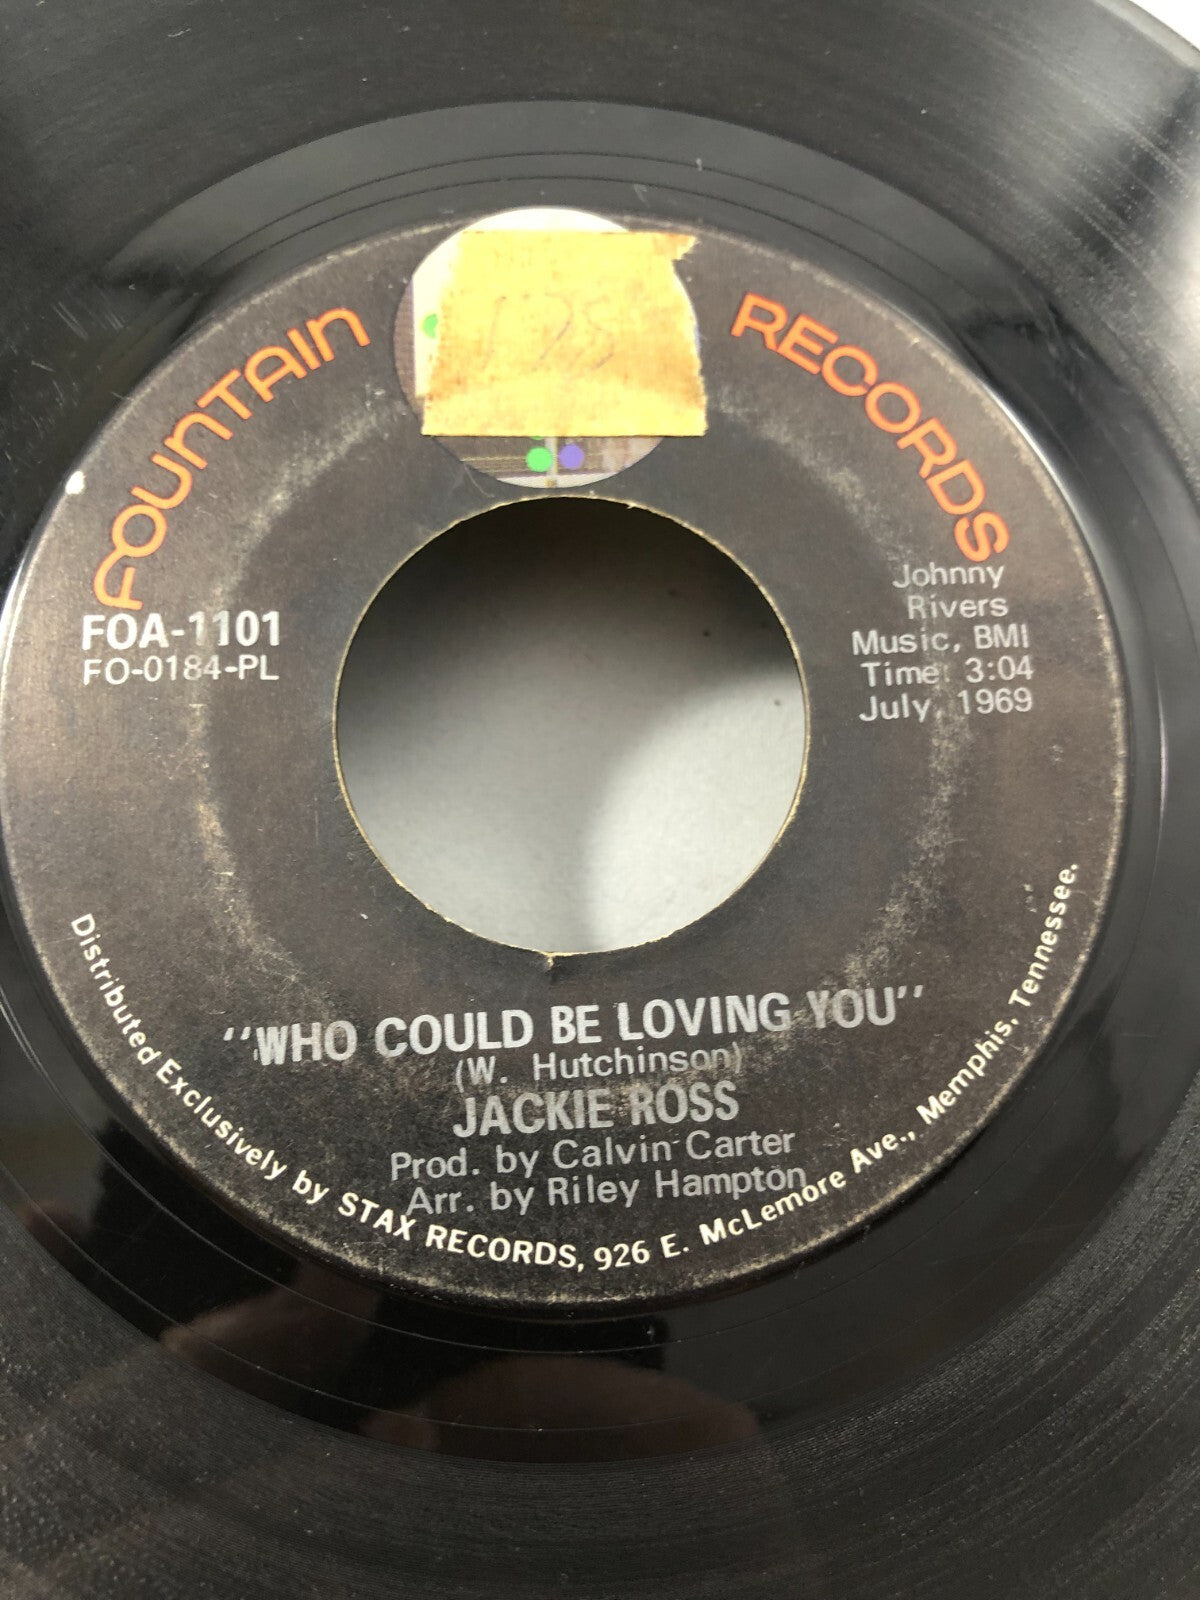 FOUNTAIN RECORDS
175
FOA-1101
FO-0184-PL
Johnny
Rivers
Music, BMI
Time: 3:04
July, 1969
"WHO COULD BE LOVING YOU"
(W. Hutchinson)
JACKIE ROSS
Prod. by Calvin Carter
Arr. by Riley Hampton
Distributed Exclusively by STAX RECORDS, 926 E. McLemore Ave., Memphis, Tennessee.